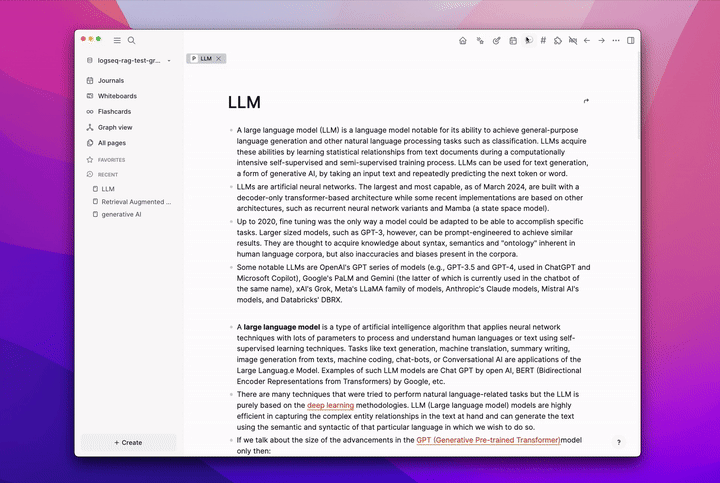 logseq-rag-test-gr...
Journals
Whiteboards
Flashcards
Graph view
All pages
FAVORITES
RECENT
LLM
Retrieval Augmented ...
generative AI
+ Create
P LLM
LLM
A large language model (LLM) is a language model notable for its ability to achieve general-purpose
language generation and other natural language processing tasks such as classification. LLMs acquire
these abilities by learning statistical relationships from text documents during a computationally
intensive self-supervised and semi-supervised training process. LLMs can be used for text generation,
a form of generative AI, by taking an input text and repeatedly predicting the next token or word.
LLMs are artificial neural networks. The largest and most capable, as of March 2024, are built with a
decoder-only transformer-based architecture while some recent implementations are based on other
architectures, such as recurrent neural network variants and Mamba (a state space model).
Up to 2020, fine tuning was the only way a model could be adapted to be able to accomplish specific
tasks. Larger sized models, such as GPT-3, however, can be prompt-engineered to achieve similar
results. They are thought to acquire knowledge about syntax, semantics and "ontology" inherent in
human language corpora, but also inaccuracies and biases present in the corpora.
Some notable LLMs are OpenAI's GPT series of models (e.g., GPT-3.5 and GPT-4, used in ChatGPT and
Microsoft Copilot), Google's PaLM and Gemini (the latter of which is currently used in the chatbot of
the same name), xAI's Grok, Meta's LLaMA family of models, Anthropic's Claude models, Mistral AI's
models, and Databricks' DBRX.
A large language model is a type of artificial intelligence algorithm that applies neural network
techniques with lots of parameters to process and understand human languages or text using self-
supervised learning techniques. Tasks like text generation, machine translation, summary writing,
image generation from texts, machine coding, chat-bots, or Conversational AI are applications of the
Large Languag.e Model. Examples of such LLM models are Chat GPT by open AI, BERT (Bidirectional
Encoder Representations from Transformers) by Google, etc.
There are many techniques that were tried to perform natural language-related tasks but the LLM is
purely based on the deep learning methodologies. LLM (Large language model) models are highly
efficient in capturing the complex entity relationships in the text at hand and can generate the text
using the semantic and syntactic of that particular language in which we wish to do so.
If we talk about the size of the advancements in the GPT (Generative Pre-trained Transformer)model
only then:
?